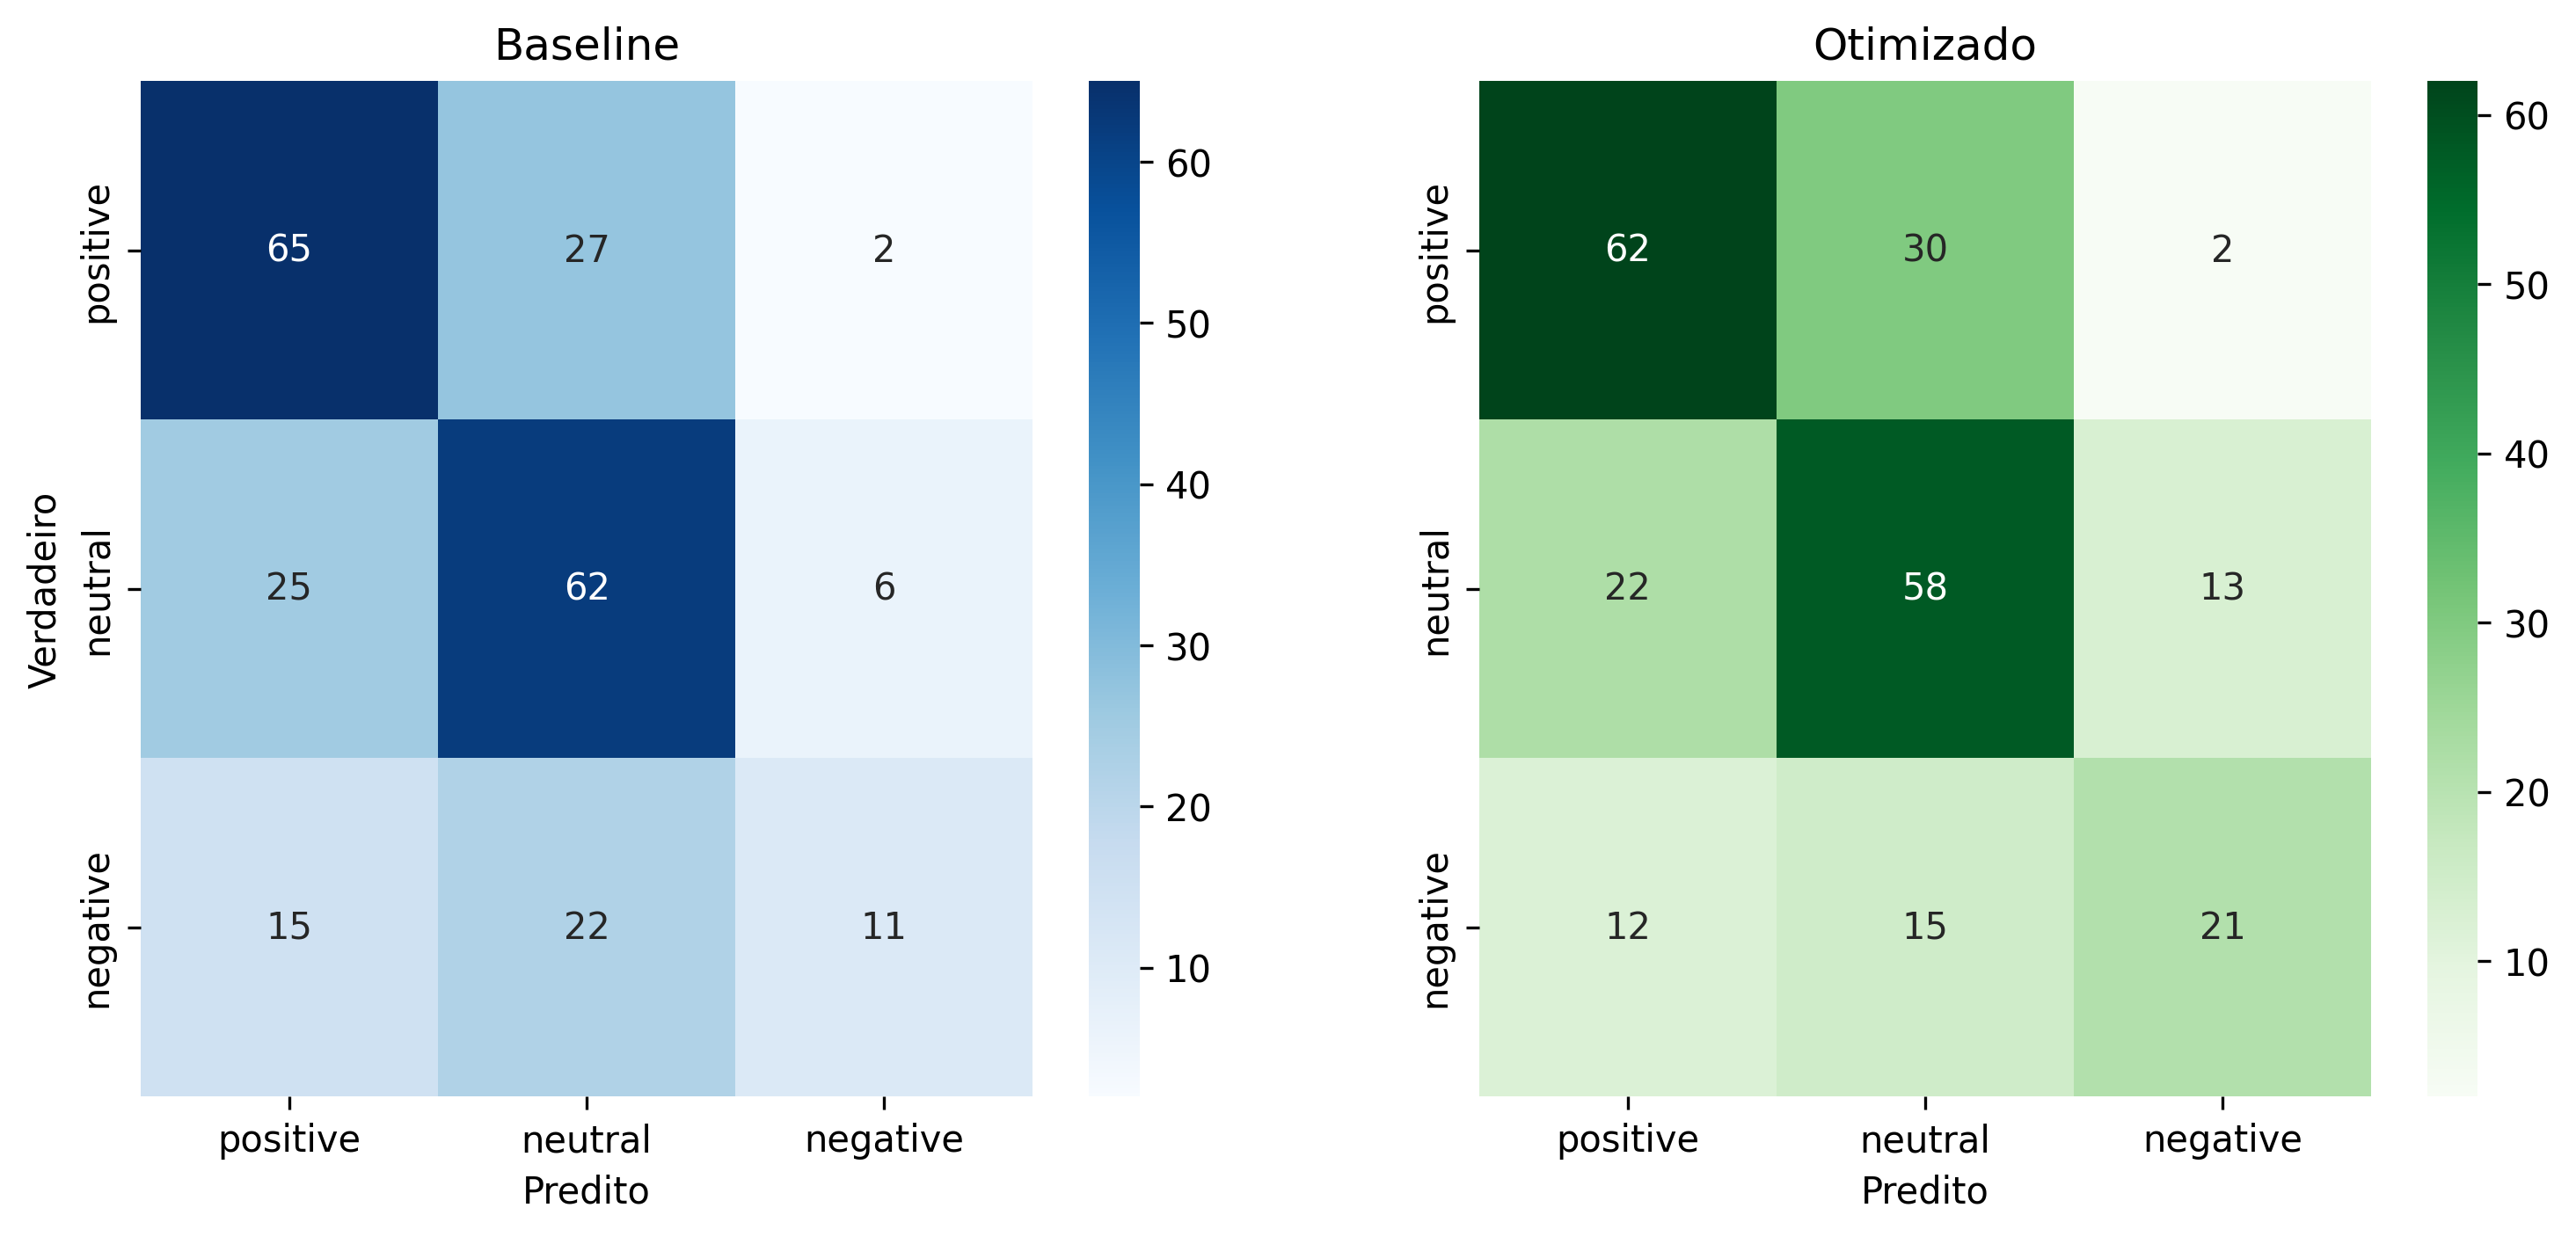 Baseline
Verdadeiro
positive
65 27 2
neutral
25 62 6
negative
15 22 11
positive neutral negative
Predito
60
50
40
30
20
10
Otimizado
positive
62 30 2
neutral
22 58 13
negative
12 15 21
positive neutral negative
Predito
60
50
40
30
20
10